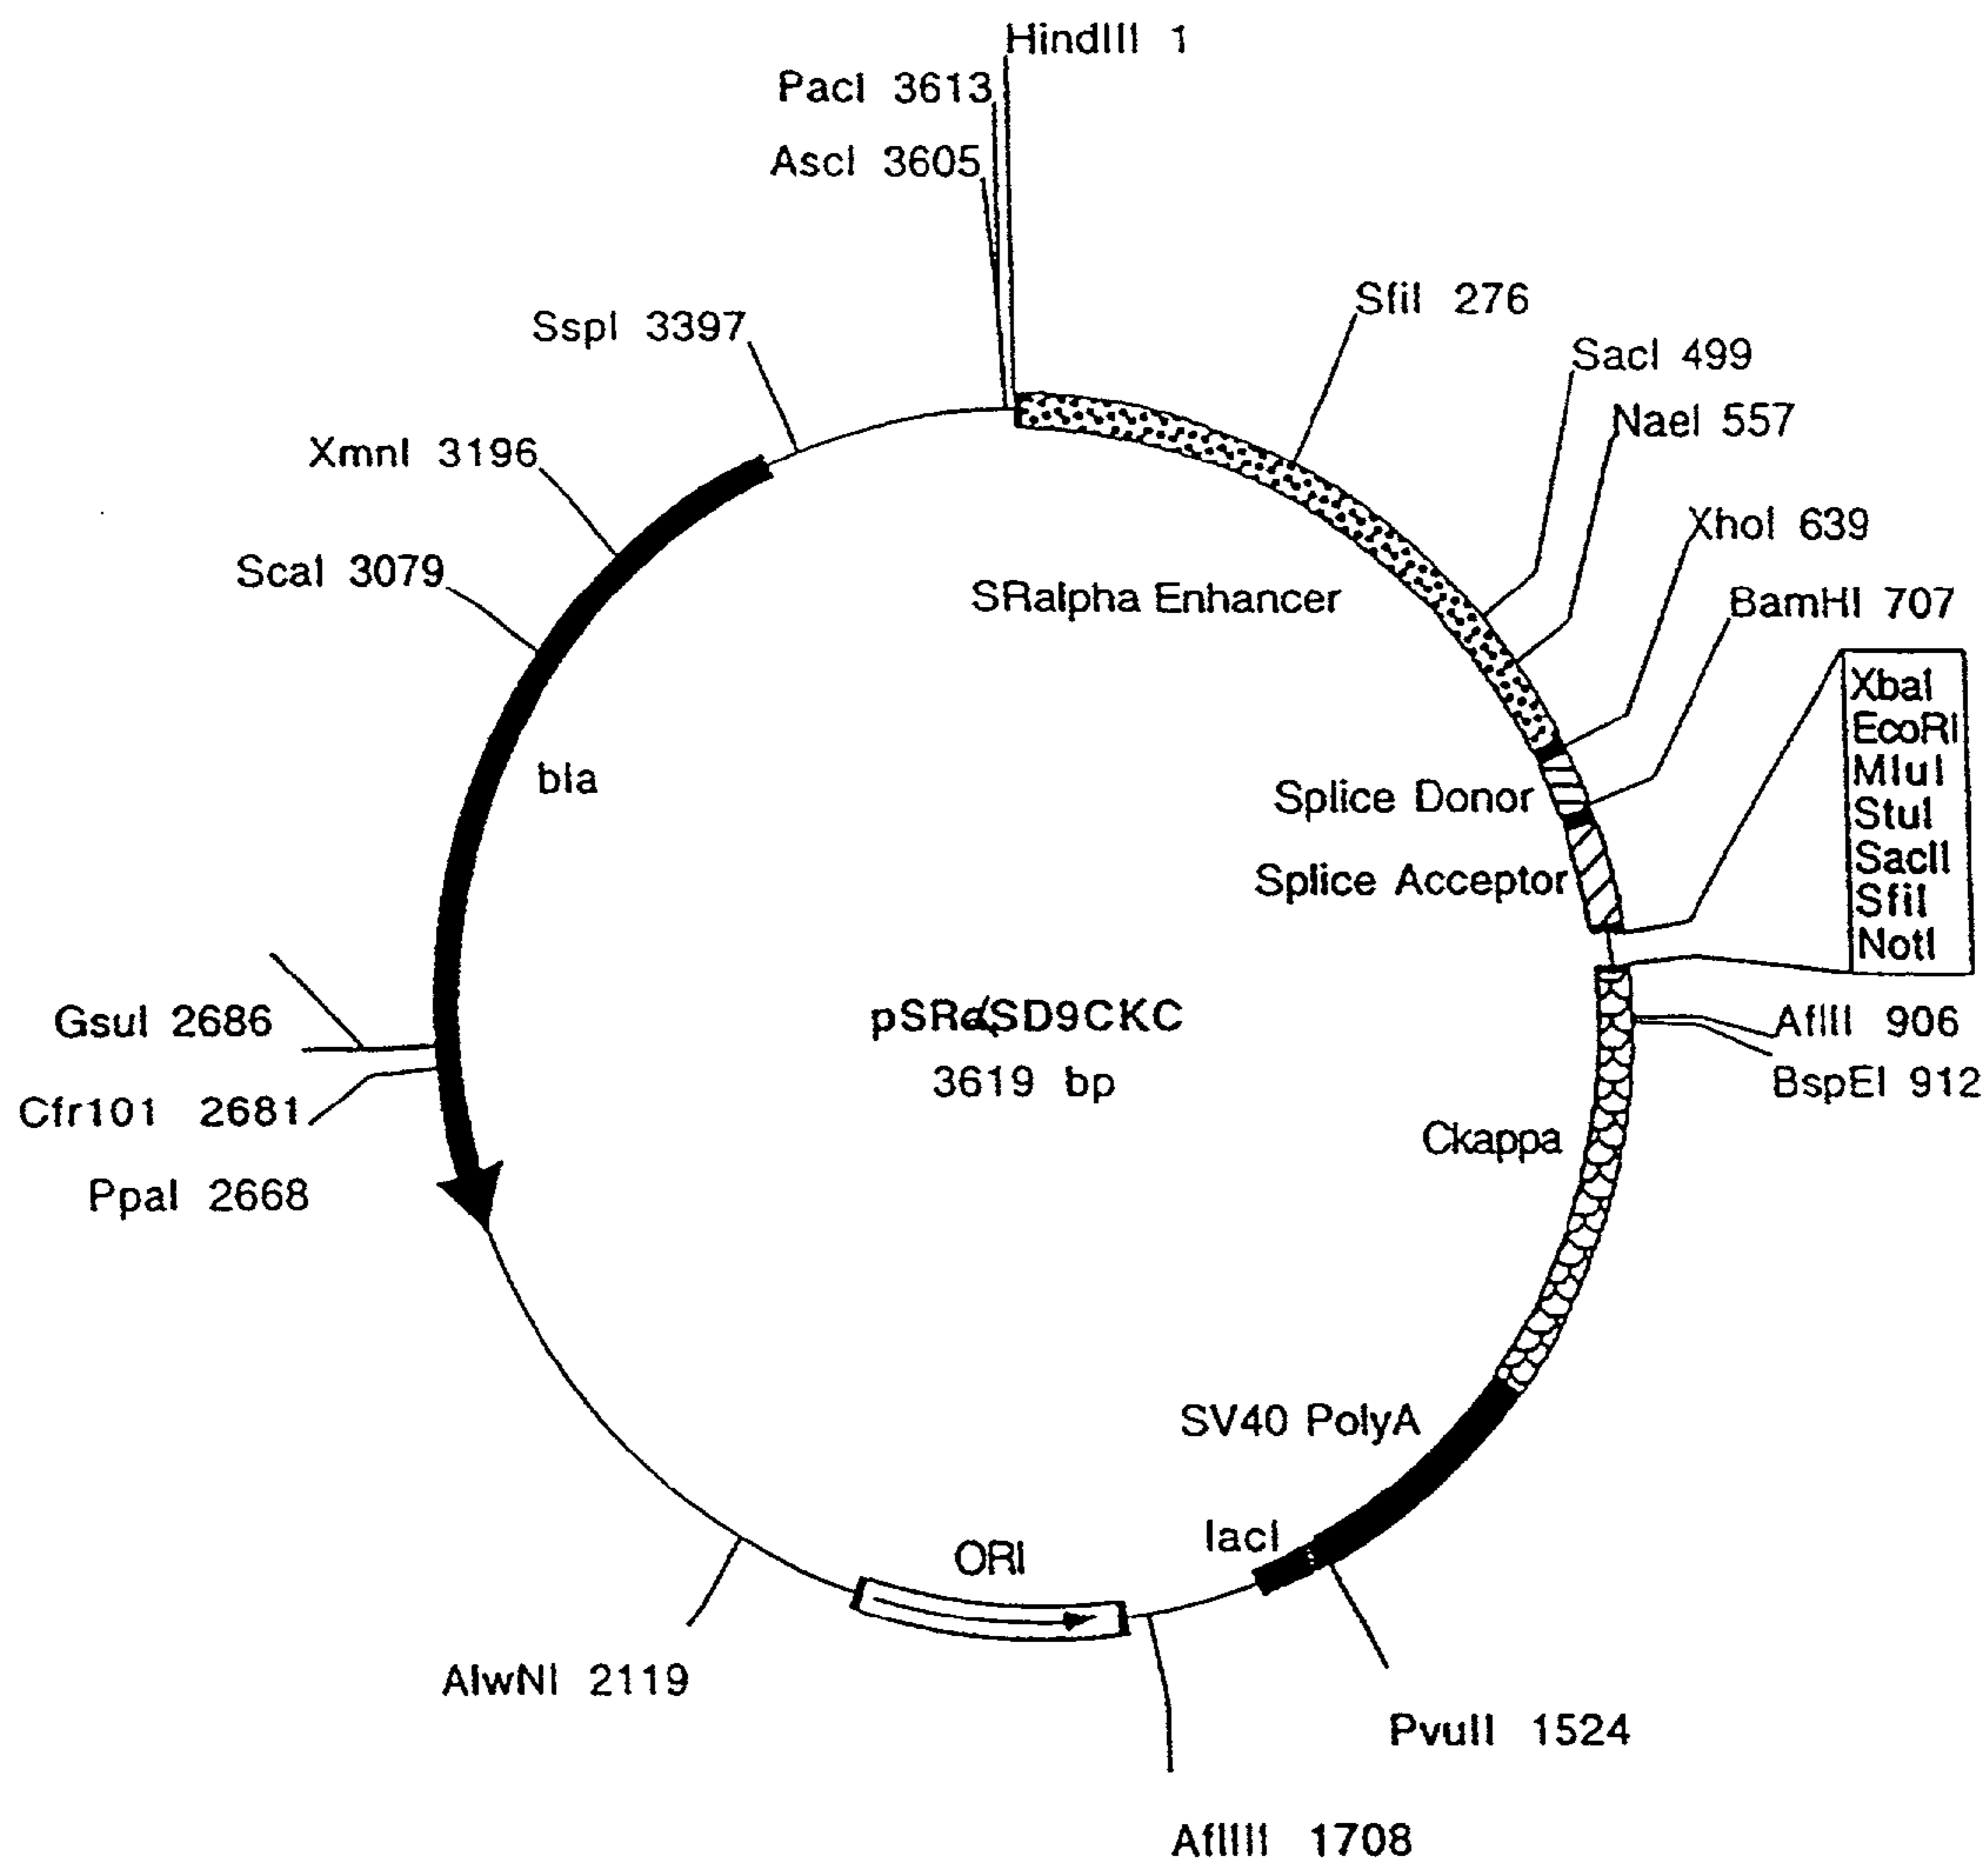 HindIII 1
PacI 3613
AscI 3605
SfiI 276
SspI 3397
SacI 499
NaeI 557
XmnI 3196
XhoI 639
ScaI 3079
SRalpha Enhancer
BamHI 707
XbaI
EcoRI
MluI
StuI
SacII
SfiI
NotI
bla
Splice Donor
Splice Acceptor
GsuI 2686
pSRαSD9CKC
3619 bp
AflII 906
BspEI 912
Cfr101 2681
Ckappa
PpaI 2668
SV40 PolyA
lacI
ORI
AlwNI 2119
PvuII 1524
AflIII 1708